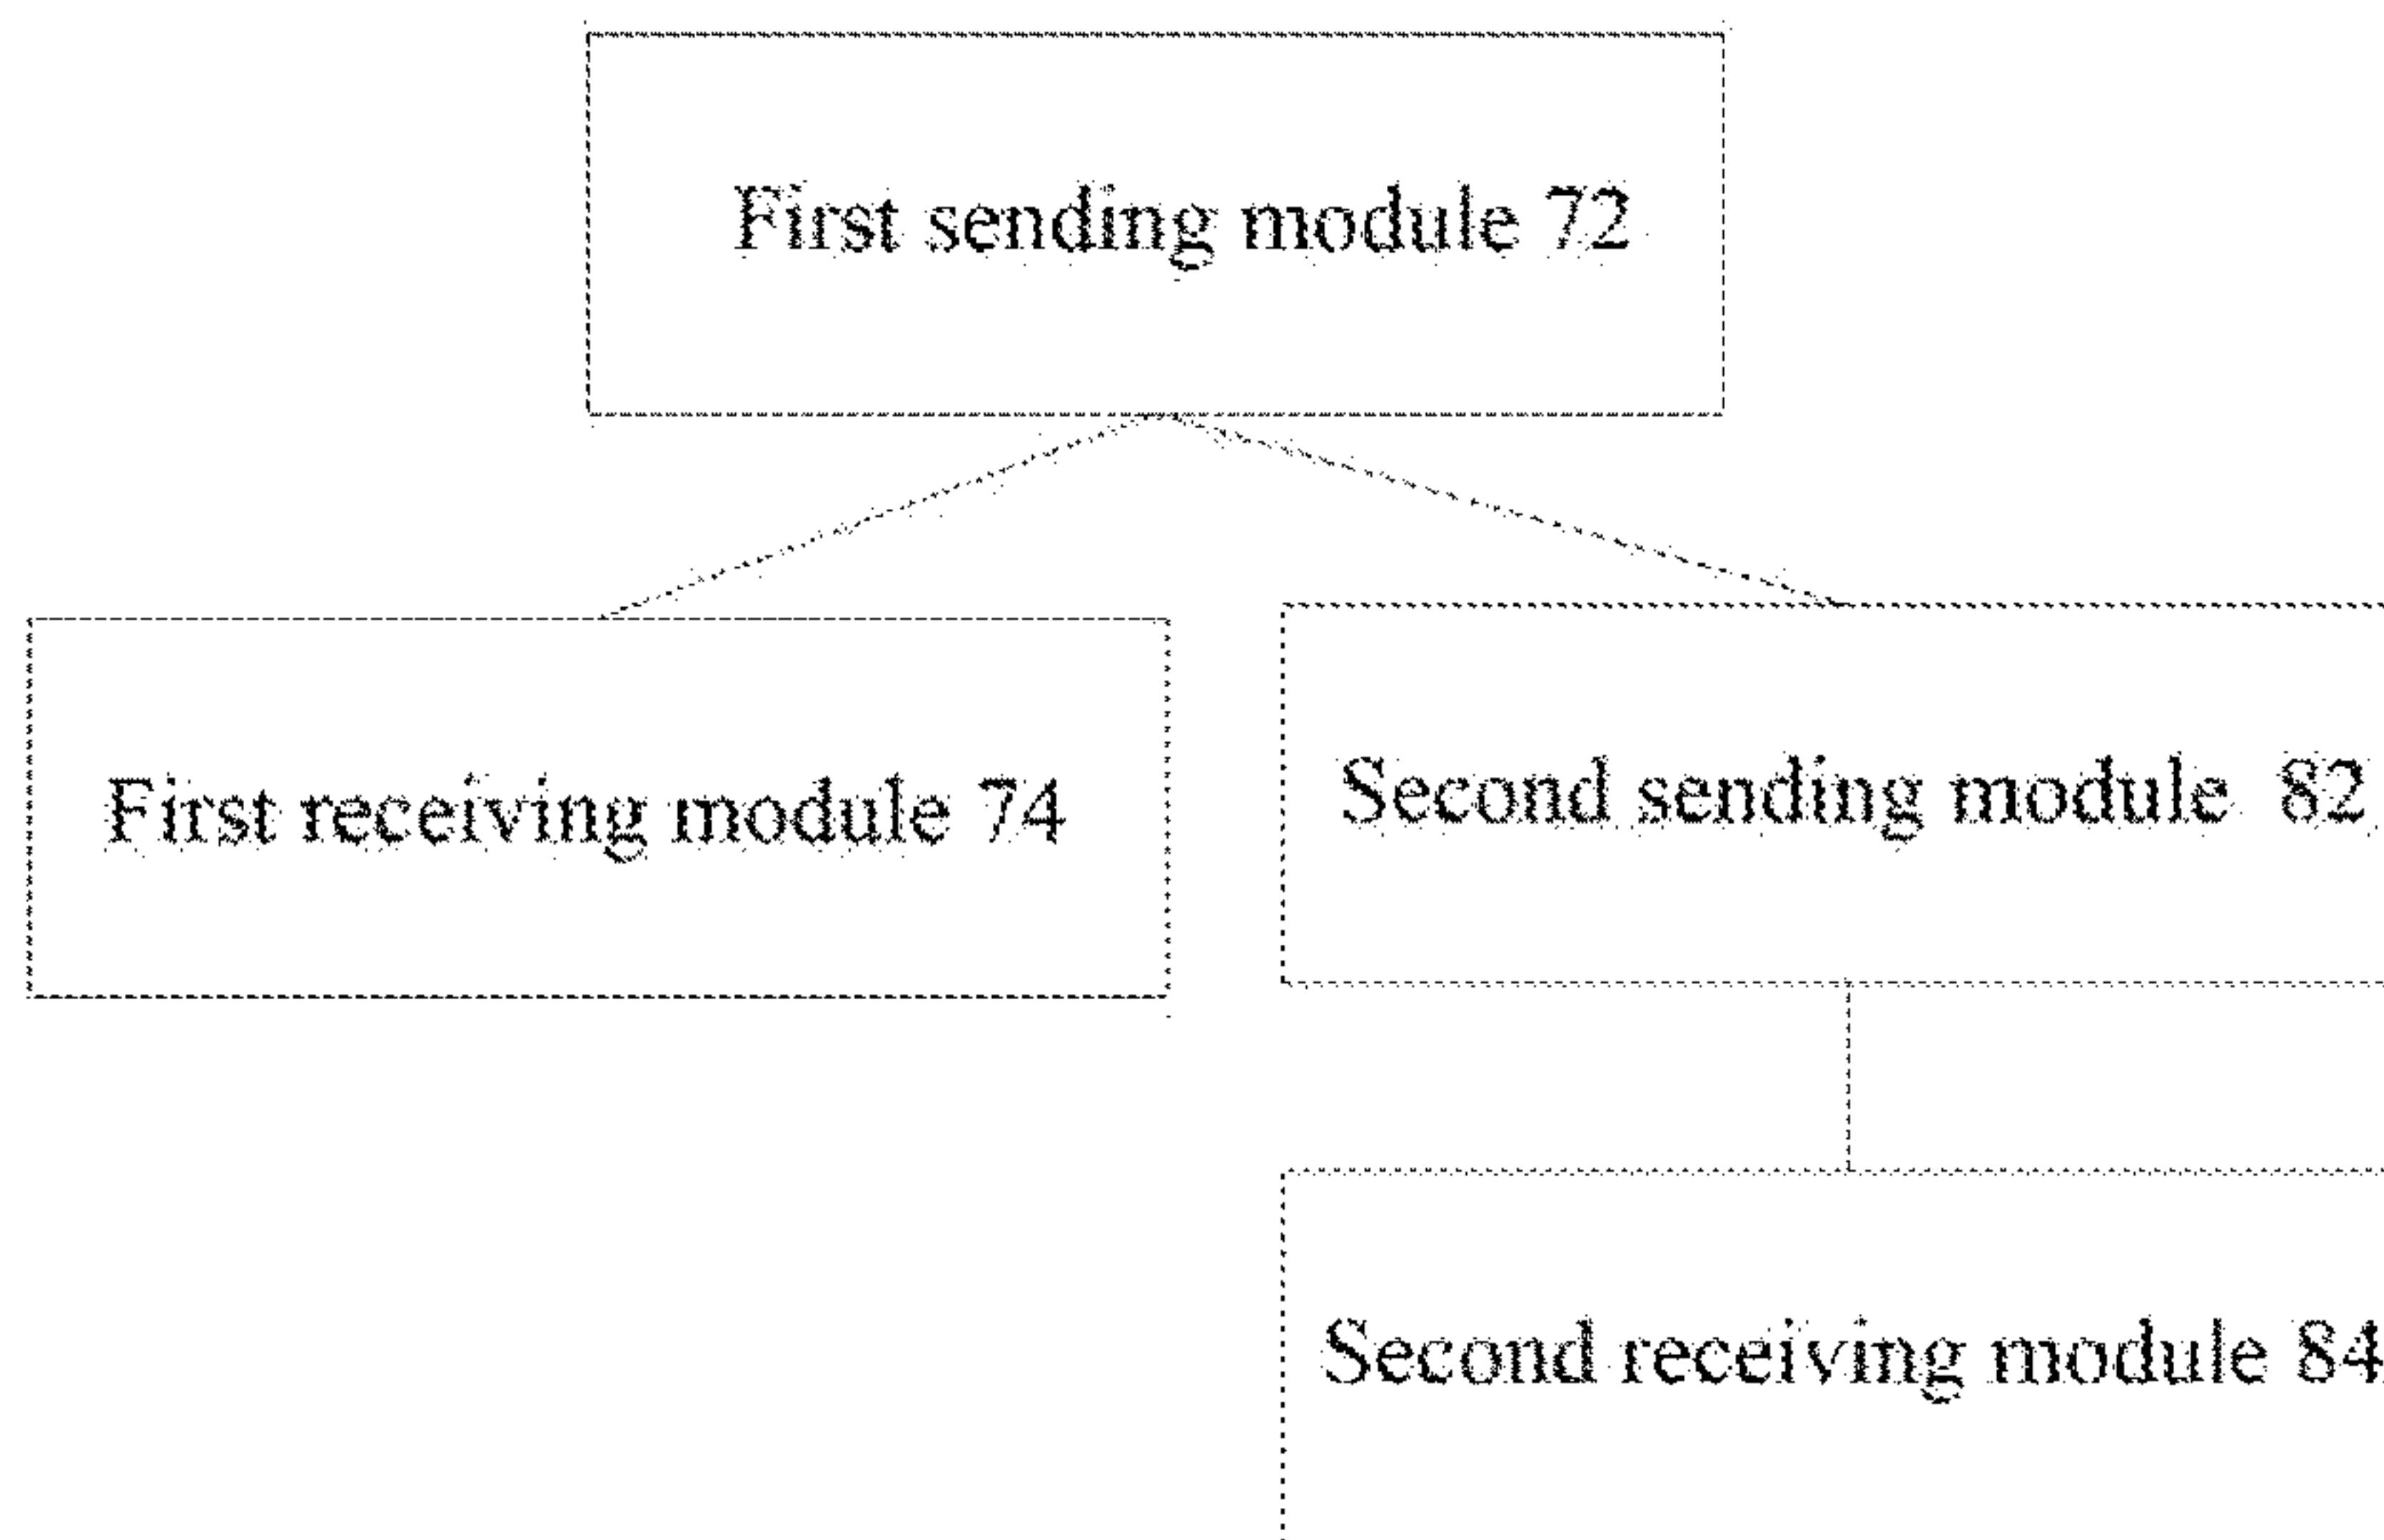 First sending module 72
First receiving module 74
Second sending module 82
Second receiving module 84